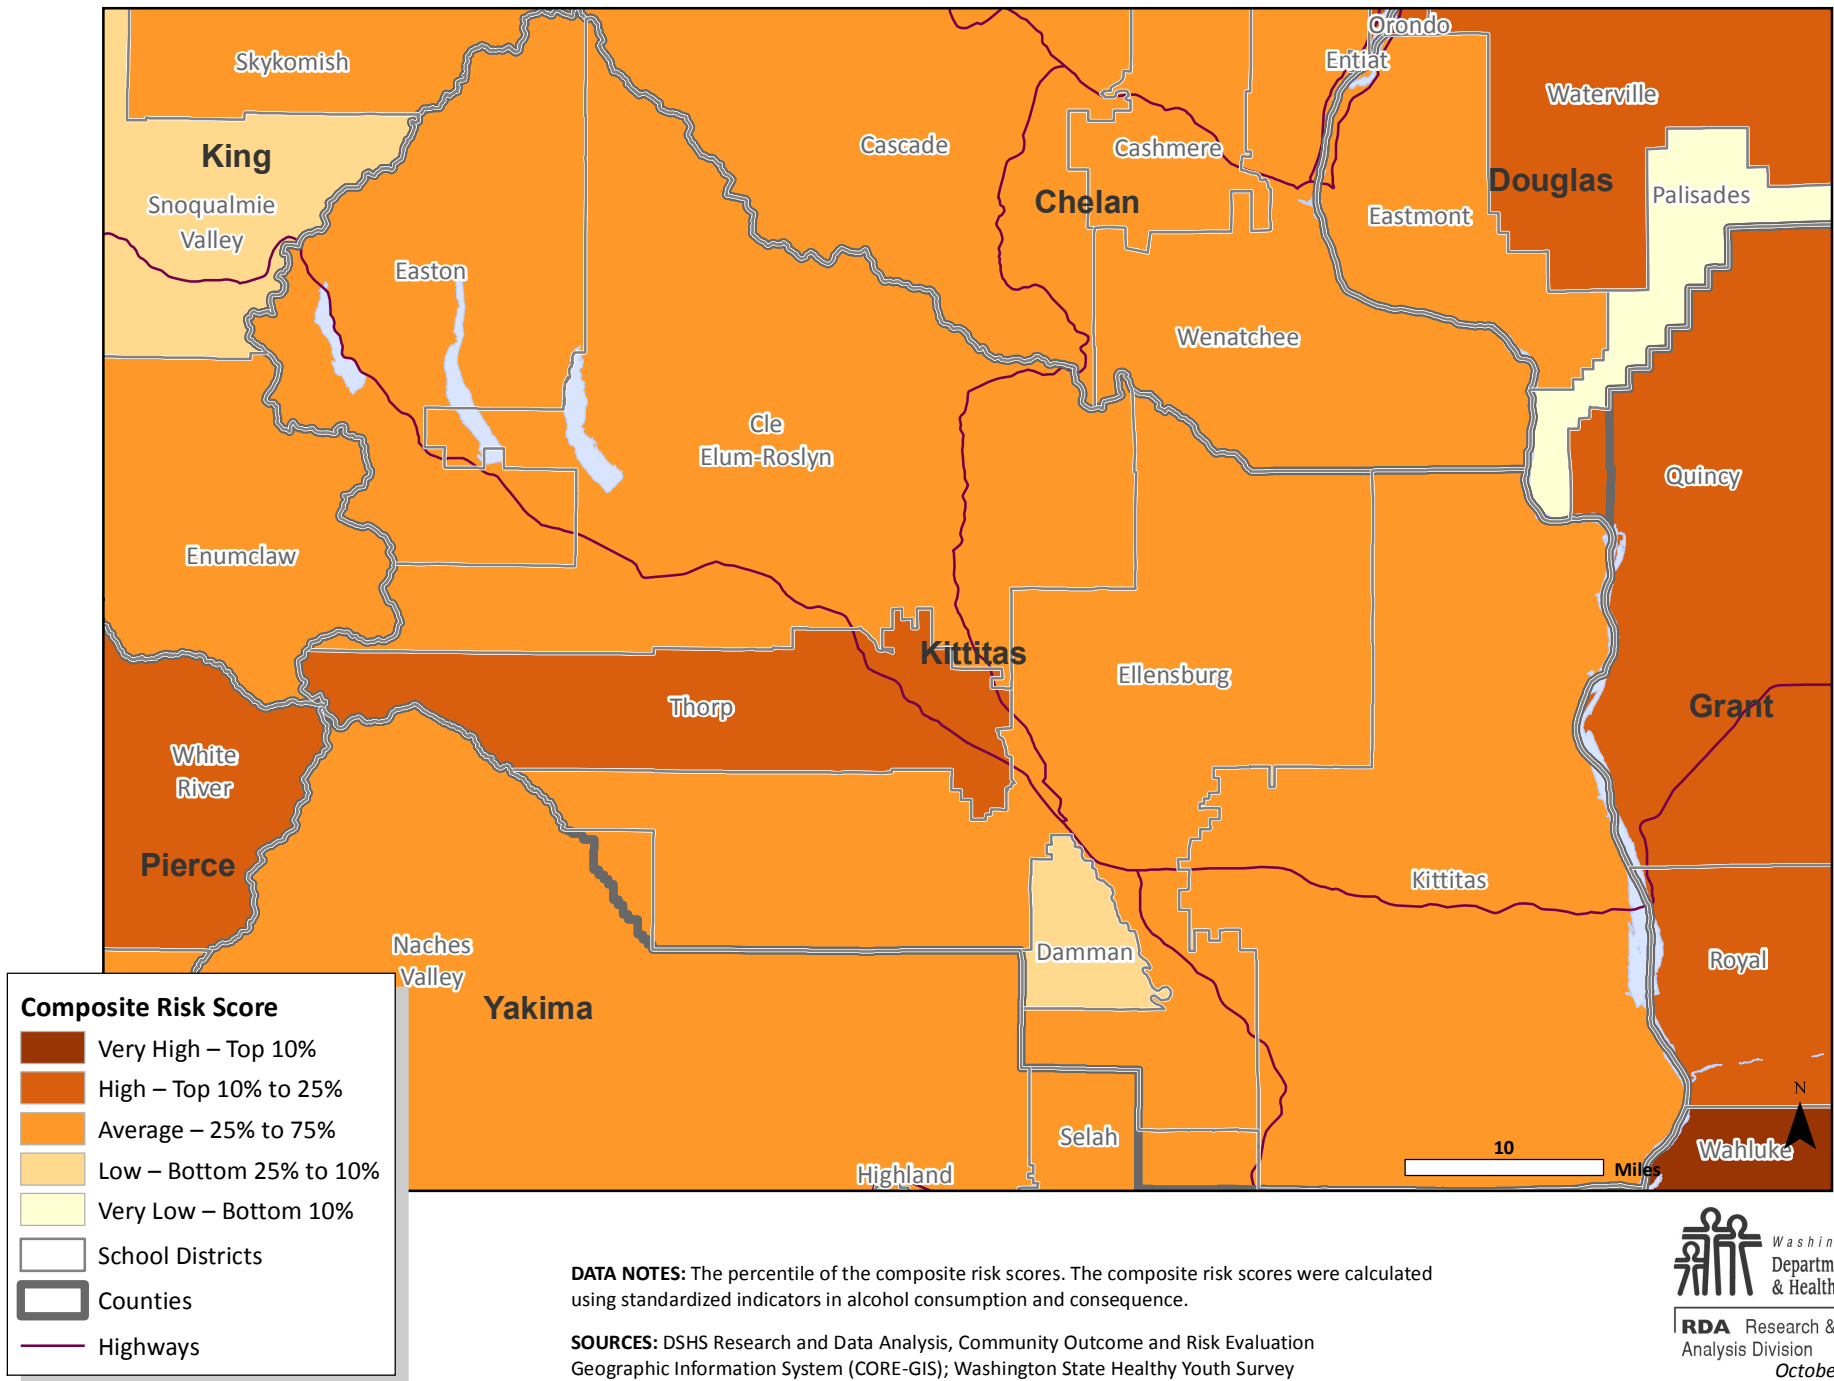 Orondo
Skykomish
Entiat
Waterville
Cascade
Cashmere
King
Douglas
Palisades
Chelan
Snoqualmie
Valley
Eastmont
Easton
Wenatchee
Cle
Elum-Roslyn
Quincy
Enumclaw
Kittitas
Ellensburg
Thorp
Grant
White
River
Pierce
Kittitas
Naches
Valley
Damman
Royal
Yakima
Selah
Wahluke
Highland
N
10
Miles
Composite Risk Score
Very High – Top 10%
High – Top 10% to 25%
Average – 25% to 75%
Low – Bottom 25% to 10%
Very Low – Bottom 10%
School Districts
Counties
Highways
DATA NOTES: The percentile of the composite risk scores. The composite risk scores were calculated
using standardized indicators in alcohol consumption and consequence.
SOURCES: DSHS Research and Data Analysis, Community Outcome and Risk Evaluation
Geographic Information System (CORE-GIS); Washington State Healthy Youth Survey
Washin
Departm
& Health
RDA Research &
Analysis Division
Octobe